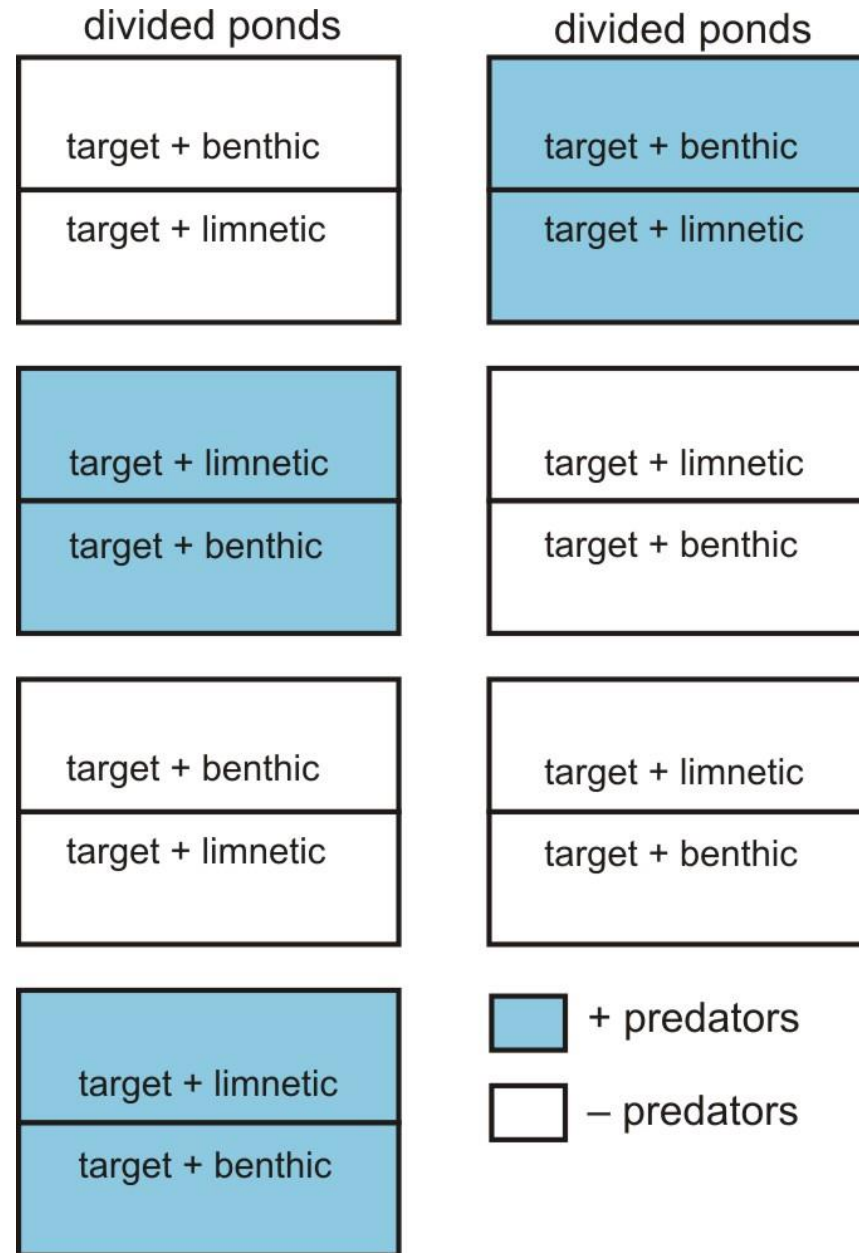 divided ponds
target + benthic
target + limnetic
target + limnetic
target + benthic
target + benthic
target + limnetic
target + limnetic
target + benthic
divided ponds
target + benthic
target + limnetic
target + limnetic
target + benthic
target + limnetic
target + benthic
+ predators
– predators